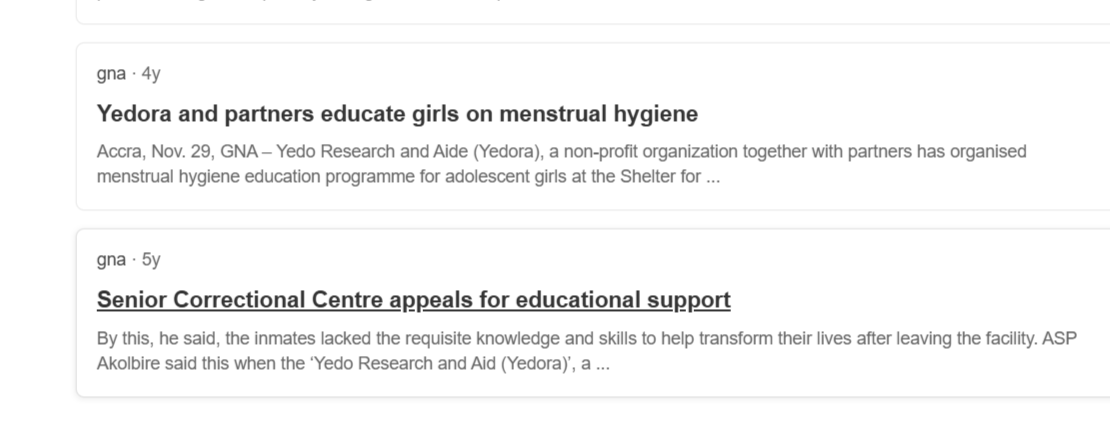 gna · 4y
Yedora and partners educate girls on menstrual hygiene
Accra, Nov. 29, GNA – Yedo Research and Aide (Yedora), a non-profit organization together with partners has organised
menstrual hygiene education programme for adolescent girls at the Shelter for ...
gna · 5y
Senior Correctional Centre appeals for educational support
By this, he said, the inmates lacked the requisite knowledge and skills to help transform their lives after leaving the facility. ASP
Akolbire said this when the ‘Yedo Research and Aid (Yedora)’, a ...